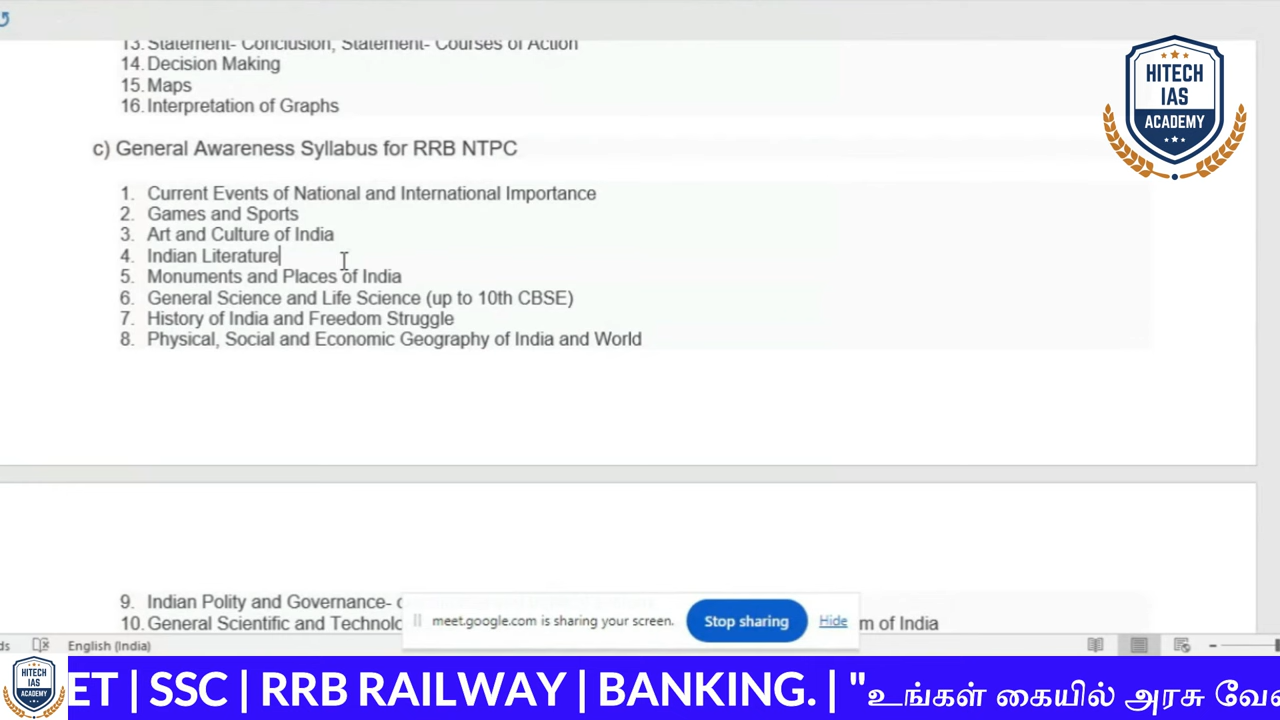 13. Statement- Conclusion, Statement- Courses of Action
14. Decision Making
15. Maps
16. Interpretation of Graphs
HITECH
IAS
ACADEMY
c) General Awareness Syllabus for RRB NTPC
1. Current Events of National and International Importance
2. Games and Sports
3. Art and Culture of India
4. Indian Literature
5. Monuments and Places of India
6. General Science and Life Science (up to 10th CBSE)
7. History of India and Freedom Struggle
8. Physical, Social and Economic Geography of India and World
9. Indian Polity and Governance-
10. General Scientific and m of India
meet.google.com is sharing your screen. Stop sharing Hide
English (India)
HITECH
IAS
ACADEMY
ET | SSC | RRB RAILWAY | BANKING. | "உங்கள் கையில் அரசு